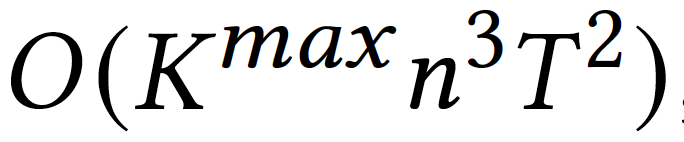 O(K^{max} n^3 T^2),